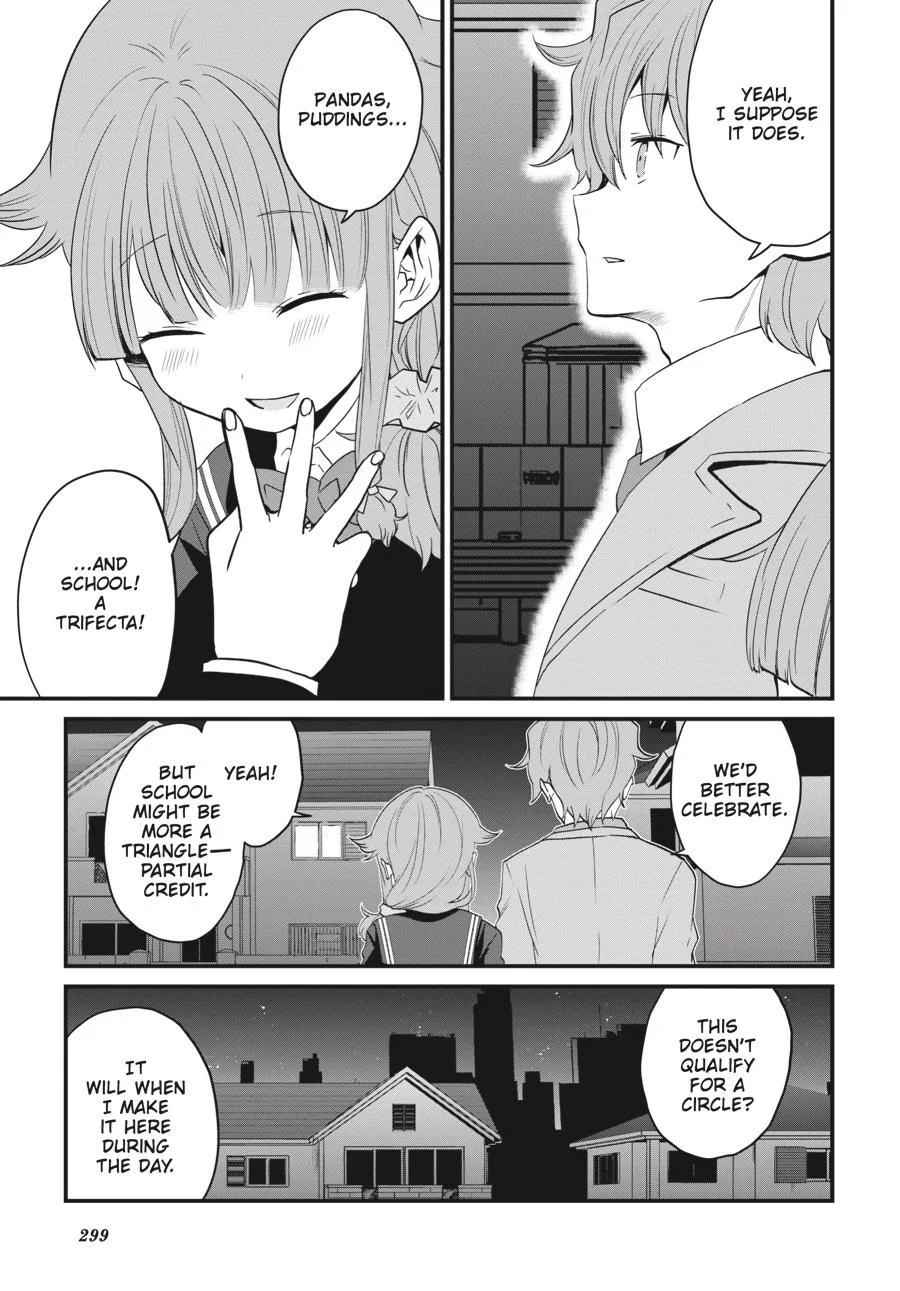 YEAH,
I SUPPOSE
IT DOES.
PANDAS,
PUDDINGS...
...AND
SCHOOL!
A
TRIFECTA!
WE'D
BETTER
CELEBRATE.
YEAH!
BUT
SCHOOL
MIGHT BE
MORE A
TRIANGLE—
PARTIAL
CREDIT.
THIS
DOESN'T
QUALIFY
FOR A
CIRCLE?
IT
WILL WHEN
I MAKE
IT HERE
DURING
THE DAY.
299